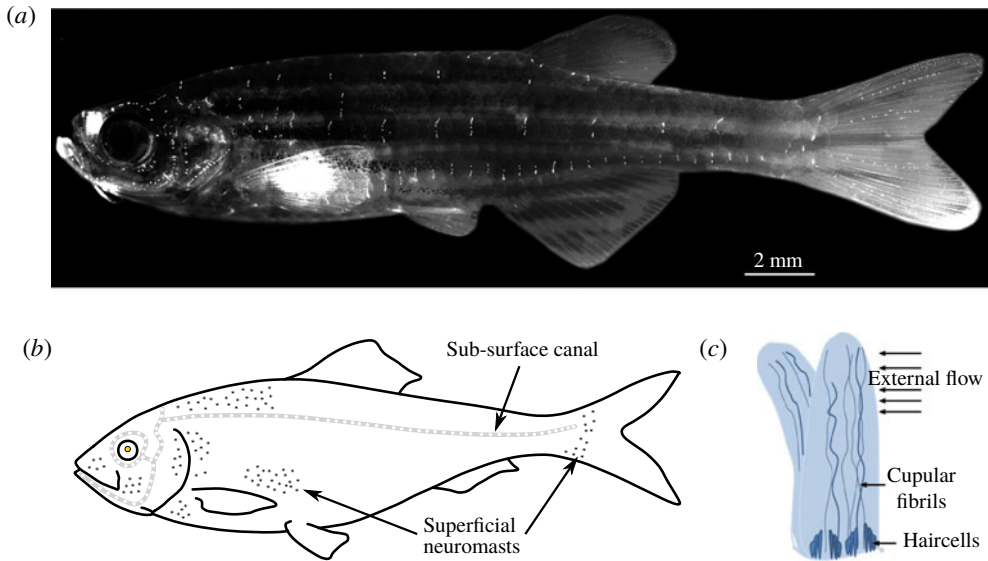 (a)
2 mm
(b)
Sub-surface canal
Superficial
neuromasts
(c)
External flow
Cupular
fibrils
Haircells